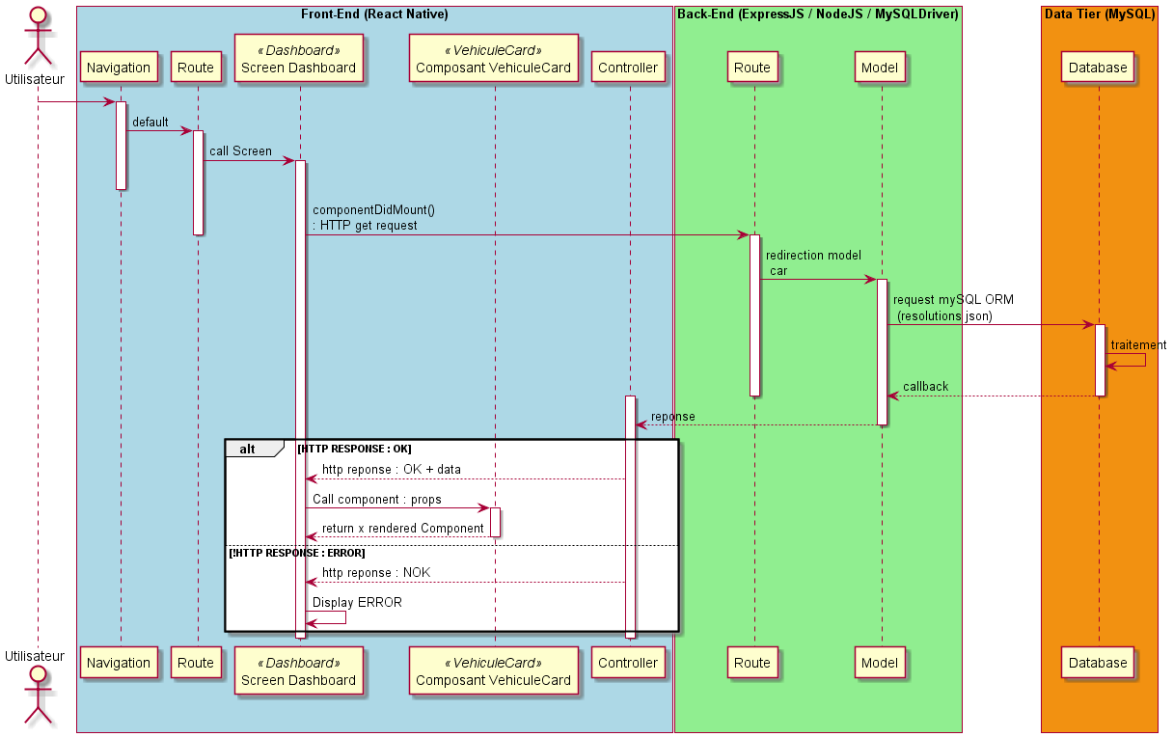 Front-End (React Native)
Back-End (ExpressJS / NodeJS / MySQLDriver)
Data Tier (MySQL)
Utilisateur
Navigation
Route
«Dashboard»
Screen Dashboard
«VehiculeCard»
Composant VehiculeCard
Controller
Route
Model
Database
default
call Screen
componentDidMount()
: HTTP get request
redirection model
car
request mySQL ORM
(resolutions json)
traitement
callback
reponse
alt
[HTTP RESPONSE : OK]
http reponse : OK + data
Call component : props
return x rendered Component
[!HTTP RESPONSE : ERROR]
http reponse : NOK
Display ERROR
Utilisateur
Navigation
Route
«Dashboard»
Screen Dashboard
«VehiculeCard»
Composant VehiculeCard
Controller
Route
Model
Database